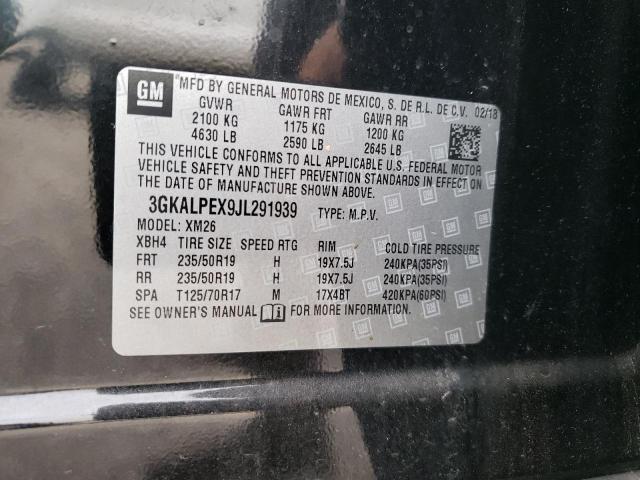 GM
*MFD BY GENERAL MOTORS DE MEXICO, S. DE R.L. DE C.V. 02/18
GVWR GAWR FRT GAWR RR
2100 KG 1175 KG 1200 KG
4630 LB 2590 LB 2645 LB
THIS VEHICLE CONFORMS TO ALL APPLICABLE U.S. FEDERAL MOTOR
VEHICLE SAFETY AND THEFT PREVENTION STANDARDS IN EFFECT ON
THE DATE OF MANUFACTURE SHOWN ABOVE.
3GKALPEX9JL291939 TYPE: M.P.V.
MODEL: XM26
XBH4 TIRE SIZE SPEED RTG RIM COLD TIRE PRESSURE
FRT 235/50R19 H 19X7.5J 240KPA(35PSI)
RR 235/50R19 H 19X7.5J 240KPA(35PSI)
SPA T125/70R17 M 17X4BT 420KPA(60PSI)
SEE OWNER'S MANUAL FOR MORE INFORMATION.